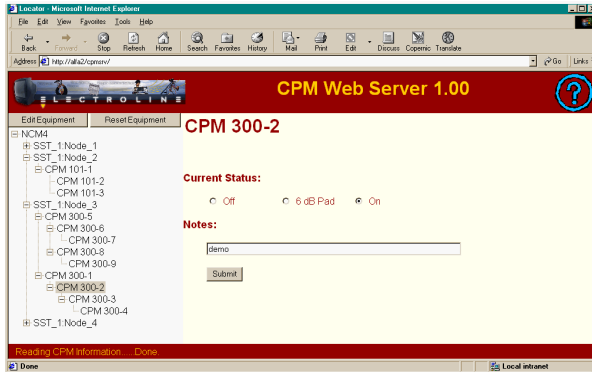 Locator - Microsoft Internet Explorer
File Edit View Favorites Tools Help
Back Forward Stop Refresh Home Search Favorites History Mail Print Edit Discuss Copernic Translate
Address http://alfa2/cpmsrv/ Go Links
ELECTROLINE
CPM Web Server 1.00
?
Edit Equipment Reset Equipment
NCM4
SST_1:Node_1
SST_1:Node_2
CPM 101-1
CPM 101-2
CPM 101-3
SST_1:Node_3
CPM 300-5
CPM 300-6
CPM 300-7
CPM 300-8
CPM 300-9
CPM 300-1
CPM 300-2
CPM 300-3
CPM 300-4
SST_1:Node_4
CPM 300-2
Current Status:
Off 6 dB Pad On
Notes:
demo
Submit
Reading CPM Information.....Done.
Done Local intranet